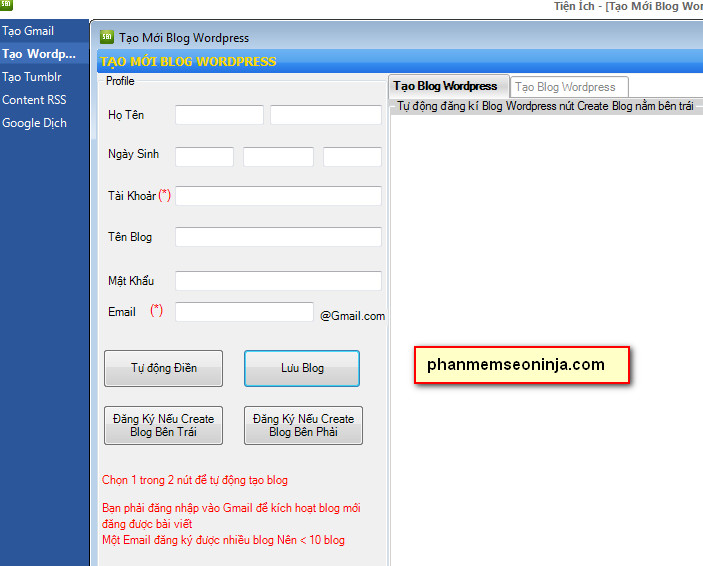 SBI
Tiện Ích - [Tạo Mới Blog Wor
Tạo Gmail
Tạo Wordp...
Tạo Tumblr
Content RSS
Google Dịch
SBI
Tạo Mới Blog Wordpress
TẠO MỚI BLOG WORDPRESS
Profile
Họ Tên
Ngày Sinh
Tài Khoản (*)
Tên Blog
Mật Khẩu
Email (*)
@Gmail.com
Tự động Điền
Lưu Blog
Đăng Ký Nếu Create
Blog Bên Trái
Đăng Ký Nếu Create
Blog Bên Phải
Chọn 1 trong 2 nút để tự động tạo blog
Bạn phải đăng nhập vào Gmail để kích hoạt blog mới
đăng được bài viết
Một Email đăng ký được nhiều blog Nên < 10 blog
Tạo Blog Wordpress
Tạo Blog Wordpress
Tự động đăng kí Blog Wordpress nút Create Blog nằm bên trái
phanmemseoninja.com